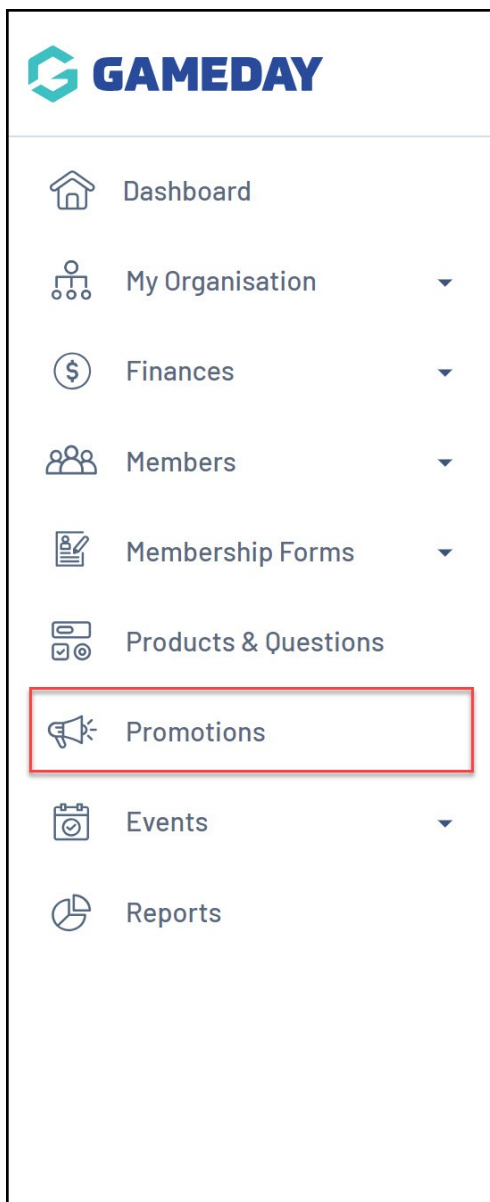 GAMEDAY
Dashboard
My Organisation
Finances
Members
Membership Forms
Products & Questions
Promotions
Events
Reports